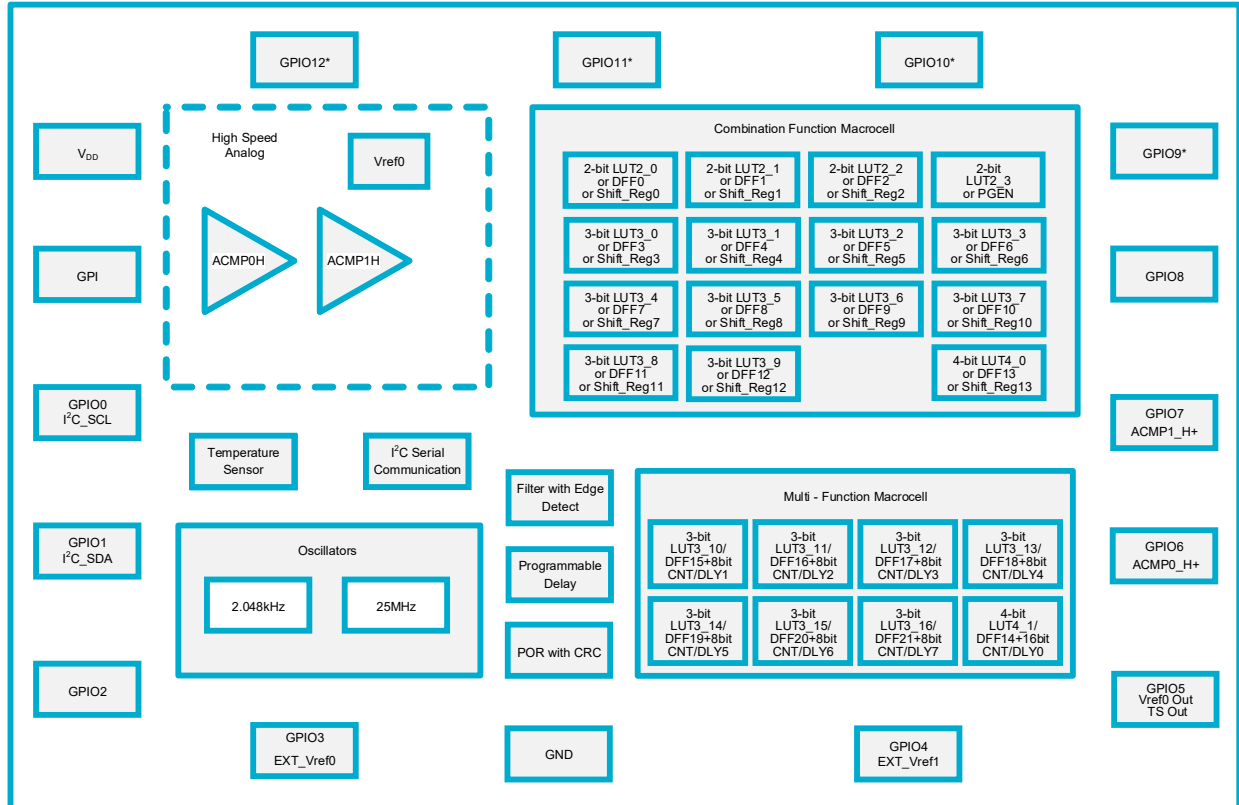 GPIO12*
GPIO11*
GPIO10*
V_DD
GPI
GPIO0
I²C_SCL
GPIO1
I²C_SDA
GPIO2
High Speed
Analog
Vref0
ACMP0H
ACMP1H
Combination Function Macrocell
2-bit LUT2_0
or DFF0
or Shift_Reg0
2-bit LUT2_1
or DFF1
or Shift_Reg1
2-bit LUT2_2
or DFF2
or Shift_Reg2
2-bit
LUT2_3
or PGEN
3-bit LUT3_0
or DFF3
or Shift_Reg3
3-bit LUT3_1
or DFF4
or Shift_Reg4
3-bit LUT3_2
or DFF5
or Shift_Reg5
3-bit LUT3_3
or DFF6
or Shift_Reg6
3-bit LUT3_4
or DFF7
or Shift_Reg7
3-bit LUT3_5
or DFF8
or Shift_Reg8
3-bit LUT3_6
or DFF9
or Shift_Reg9
3-bit LUT3_7
or DFF10
or Shift_Reg10
3-bit LUT3_8
or DFF11
or Shift_Reg11
3-bit LUT3_9
or DFF12
or Shift_Reg12
4-bit LUT4_0
or DFF13
or Shift_Reg13
GPIO9*
GPIO8
GPIO7
ACMP1_H+
GPIO6
ACMP0_H+
GPIO5
Vref0 Out
TS Out
Temperature
Sensor
I²C Serial
Communication
Oscillators
2.048kHz
25MHz
Filter with Edge
Detect
Programmable
Delay
POR with CRC
Multi - Function Macrocell
3-bit
LUT3_10/
DFF15+8bit
CNT/DLY1
3-bit
LUT3_11/
DFF16+8bit
CNT/DLY2
3-bit
LUT3_12/
DFF17+8bit
CNT/DLY3
3-bit
LUT3_13/
DFF18+8bit
CNT/DLY4
3-bit
LUT3_14/
DFF19+8bit
CNT/DLY5
3-bit
LUT3_15/
DFF20+8bit
CNT/DLY6
3-bit
LUT3_16/
DFF21+8bit
CNT/DLY7
4-bit
LUT4_1/
DFF14+16bit
CNT/DLY0
GPIO3
EXT_Vref0
GND
GPIO4
EXT_Vref1